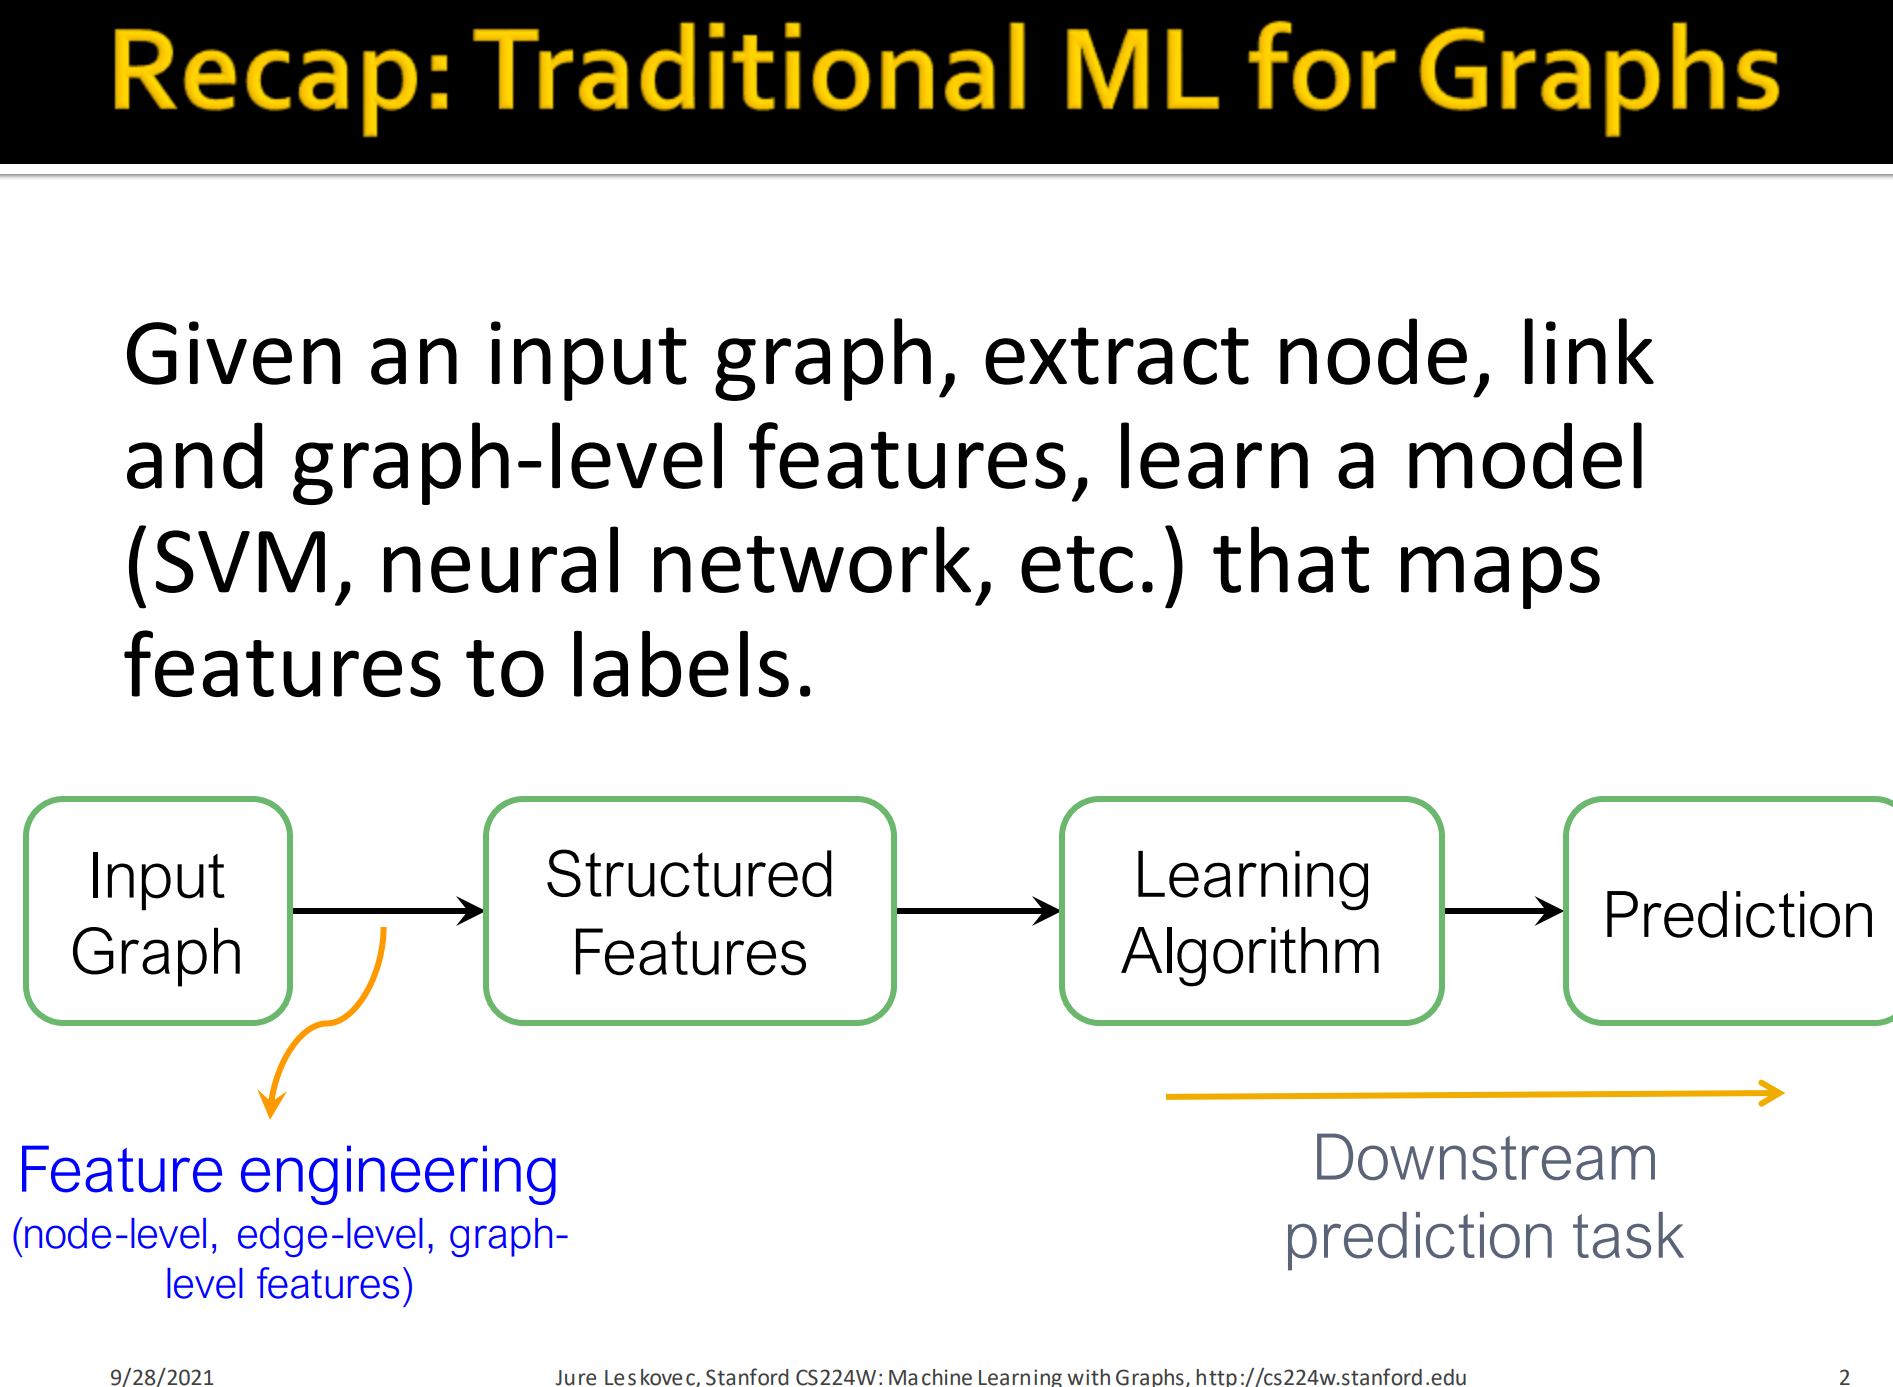 Recap: Traditional ML for Graphs
Given an input graph, extract node, link
and graph-level features, learn a model
(SVM, neural network, etc.) that maps
features to labels.
Input
Graph
Structured
Features
Learning
Algorithm
Prediction
Feature engineering
(node-level, edge-level, graph-
level features)
Downstream
prediction task
9/28/2021
Jure Leskovec, Stanford CS224W: Machine Learning with Graphs, http://cs224w.stanford.edu
2